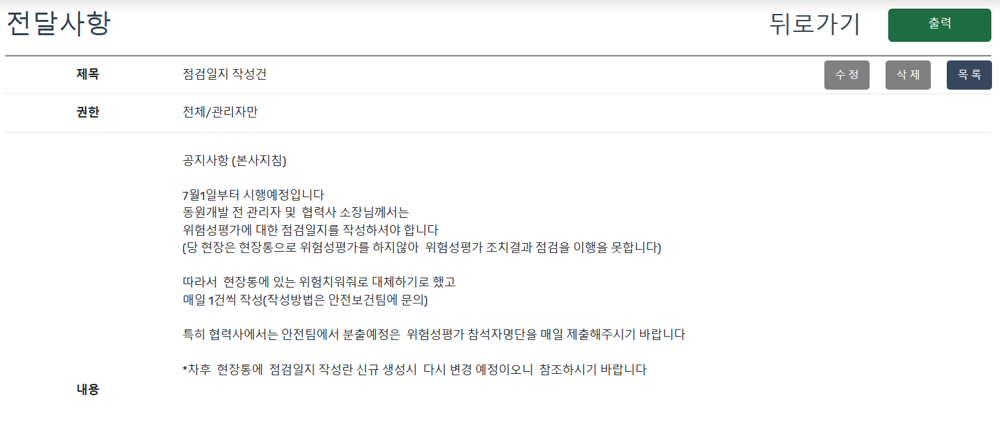 전달사항
뒤로가기
출력
제목
점검일지 작성건
수 정
삭 제
목 록
권한
전체/관리자만
공지사항 (본사지침)
7월1일부터 시행예정입니다
동원개발 전 관리자 및  협력사 소장님께서는
위험성평가에 대한 점검일지를 작성하셔야 합니다
(당 현장은 현장통으로 위험성평가를 하지않아  위험성평가 조치결과 점검을 이행을 못합니다)
따라서  현장통에 있는 위험치워줘로 대체하기로 했고
매일 1건씩 작성(작성방법은 안전보건팀에 문의)
특히 협력사에서는 안전팀에서 분출예정은  위험성평가 참석자명단을 매일 제출해주시기 바랍니다
*차후  현장통에  점검일지 작성란 신규 생성시  다시 변경 예정이오니  참조하시기 바랍니다
내용